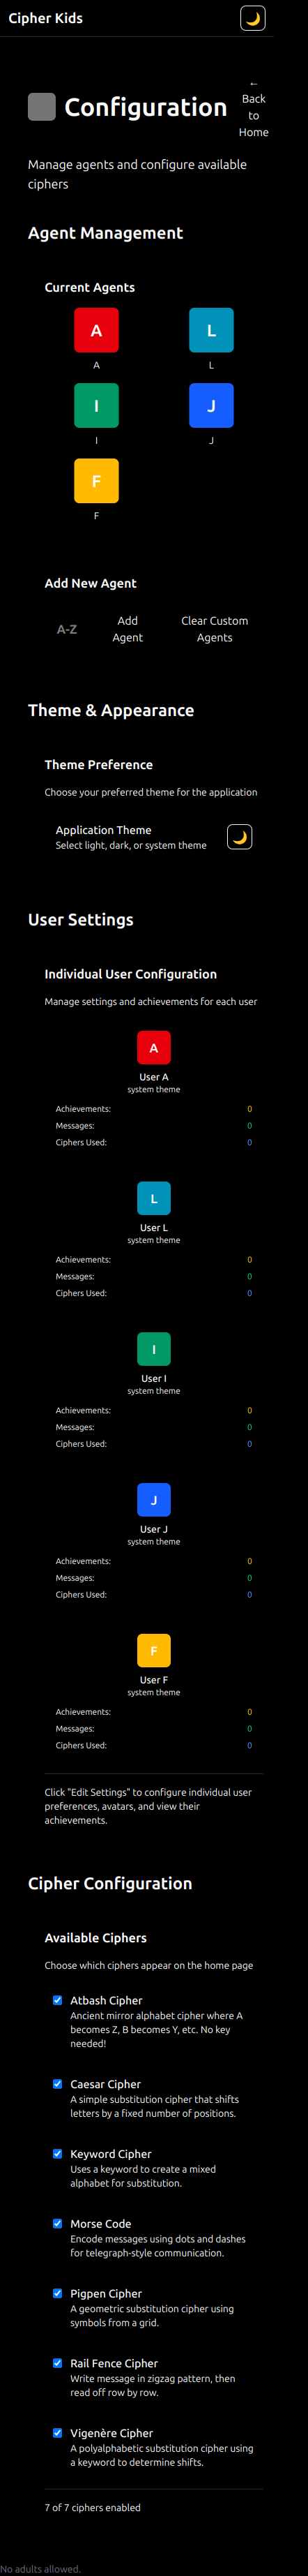 Cipher Kids
Configuration
←
Back
to
Home
Manage agents and configure available
ciphers
Agent Management
Current Agents
A
L
A
L
I
J
I
J
F
F
Add New Agent
A-Z
Add
Agent
Clear Custom
Agents
Theme & Appearance
Theme Preference
Choose your preferred theme for the application
Application Theme
Select light, dark, or system theme
User Settings
Individual User Configuration
Manage settings and achievements for each user
A
User A
system theme
Achievements: 0
Messages: 0
Ciphers Used: 0
L
User L
system theme
Achievements: 0
Messages: 0
Ciphers Used: 0
I
User I
system theme
Achievements: 0
Messages: 0
Ciphers Used: 0
J
User J
system theme
Achievements: 0
Messages: 0
Ciphers Used: 0
F
User F
system theme
Achievements: 0
Messages: 0
Ciphers Used: 0
Click "Edit Settings" to configure individual user
preferences, avatars, and view their
achievements.
Cipher Configuration
Available Ciphers
Choose which ciphers appear on the home page
Atbash Cipher
Ancient mirror alphabet cipher where A
becomes Z, B becomes Y, etc. No key
needed!
Caesar Cipher
A simple substitution cipher that shifts
letters by a fixed number of positions.
Keyword Cipher
Uses a keyword to create a mixed
alphabet for substitution.
Morse Code
Encode messages using dots and dashes
for telegraph-style communication.
Pigpen Cipher
A geometric substitution cipher using
symbols from a grid.
Rail Fence Cipher
Write message in zigzag pattern, then
read off row by row.
Vigenère Cipher
A polyalphabetic substitution cipher using
a keyword to determine shifts.
7 of 7 ciphers enabled
No adults allowed.